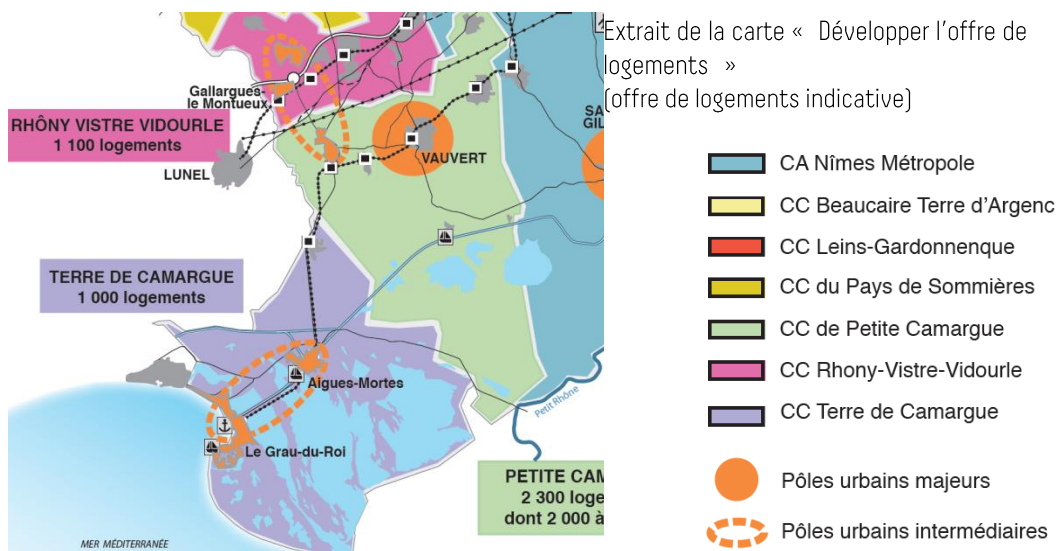 Extrait de la carte « Développer l'offre de
logements »
(offre de logements indicative)
Gallargues-
le Montueux
RHÔNY VISTRE VIDOURLE
1 100 logements
LUNEL
VAUVERT
SA
GIL
TERRE DE CAMARGUE
1 000 logements
Aigues-Mortes
Petit Rhône
Le Grau-du-Roi
PETITE CAM
2 300 loge
dont 2 000 à
MER MÉDITERRANÉE
CA Nîmes Métropole
CC Beaucaire Terre d'Argenc
CC Leins-Gardonnenque
CC du Pays de Sommières
CC de Petite Camargue
CC Rhony-Vistre-Vidourle
CC Terre de Camargue
Pôles urbains majeurs
Pôles urbains intermédiaires